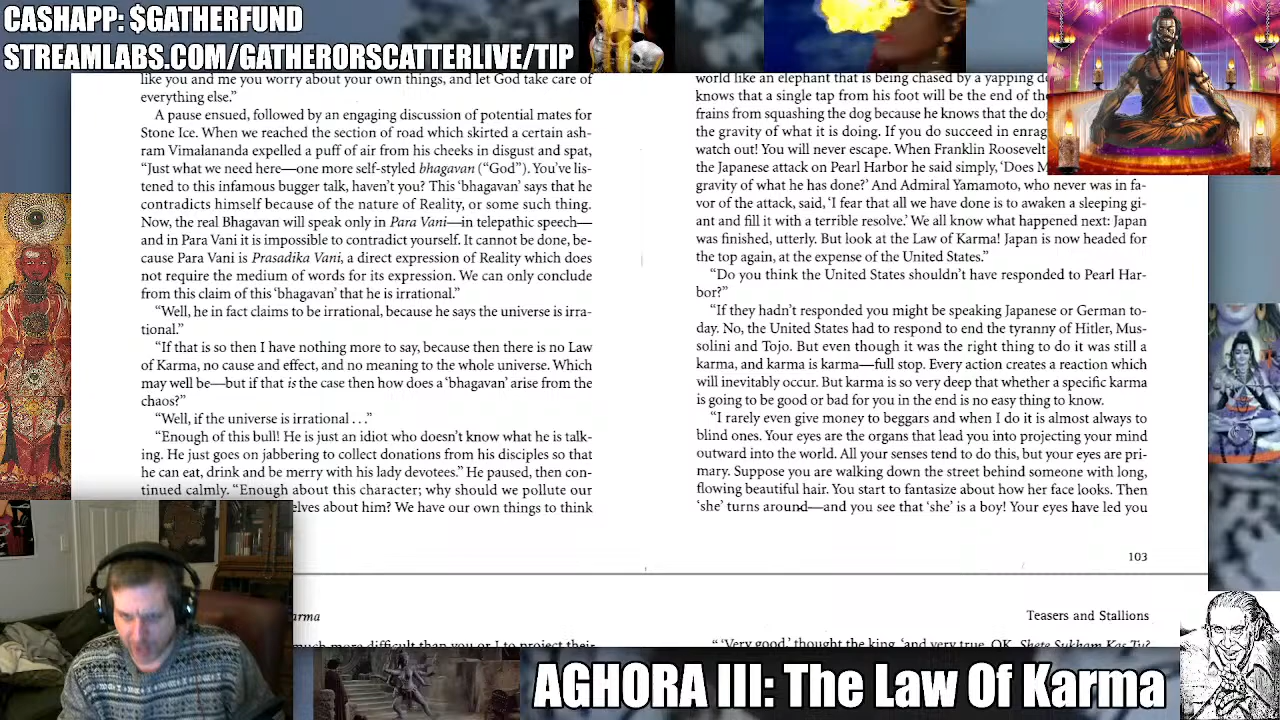 CASHAPP: $GATHERFUND
STREAMLABS.COM/GATHERORSCATTERLIVE/TIP
like you and me you worry about your own things, and let God take care of
everything else.”
A pause ensued, followed by an engaging discussion of potential mates for
Stone Ice. When we reached the section of road which skirted a certain ash-
ram Vimalananda expelled a puff of air from his cheeks in disgust and spat,
“Just what we need here—one more self-styled bhagavan (“God”). You’ve lis-
tened to this infamous bugger talk, haven’t you? This ‘bhagavan’ says that he
contradicts himself because of the nature of Reality, or some such thing.
Now, the real Bhagavan will speak only in Para Vani—in telepathic speech—
and in Para Vani it is impossible to contradict yourself. It cannot be done, be-
cause Para Vani is Prasadika Vani, a direct expression of Reality which does
not require the medium of words for its expression. We can only conclude
from this claim of this ‘bhagavan’ that he is irrational.”
“Well, he in fact claims to be irrational, because he says the universe is irra-
tional.”
“If that is so then I have nothing more to say, because then there is no Law
of Karma, no cause and effect, and no meaning to the whole universe. Which
may well be—but if that is the case then how does a ‘bhagavan’ arise from the
chaos?”
“Well, if the universe is irrational . . .”
“Enough of this bull! He is just an idiot who doesn’t know what he is talk-
ing. He just goes on jabbering to collect donations from his disciples so that
he can eat, drink and be merry with his lady devotees.” He paused, then con-
tinued calmly. “Enough about this character; why should we pollute our
elves about him? We have our own things to think
world like an elephant that is being chased by a yapping
knows that a single tap from his foot will be the end of the
frains from squashing the dog because he knows that the dog
the gravity of what it is doing. If you do succeed in enrag
watch out! You will never escape. When Franklin Roosevelt
the Japanese attack on Pearl Harbor he said simply, ‘Does
gravity of what he has done?’ And Admiral Yamamoto, who never was in fa-
vor of the attack, said, ‘I fear that all we have done is to awaken a sleeping gi-
ant and fill it with a terrible resolve.’ We all know what happened next: Japan
was finished, utterly. But look at the Law of Karma! Japan is now headed for
the top again, at the expense of the United States.”
“Do you think the United States shouldn’t have responded to Pearl Har-
bor?”
“If they hadn’t responded you might be speaking Japanese or German to-
day. No, the United States had to respond to end the tyranny of Hitler, Mus-
solini and Tojo. But even though it was the right thing to do it was still a
karma, and karma is karma—full stop. Every action creates a reaction which
will inevitably occur. But karma is so very deep that whether a specific karma
is going to be good or bad for you in the end is no easy thing to know.
“I rarely even give money to beggars and when I do it is almost always to
blind ones. Your eyes are the organs that lead you into projecting your mind
outward into the world. All your senses tend to do this, but your eyes are pri-
mary. Suppose you are walking down the street behind someone with long,
flowing beautiful hair. You start to fantasize about how her face looks. Then
‘she’ turns around—and you see that ‘she’ is a boy! Your eyes have led you
103
arma
Teasers and Stallions
much more difficult than you or I to project their
“ ‘Very good,’ thought the king, ‘and very true. OK, Shete Sukham Kas Tu?
AGHORA III: The Law Of Karma